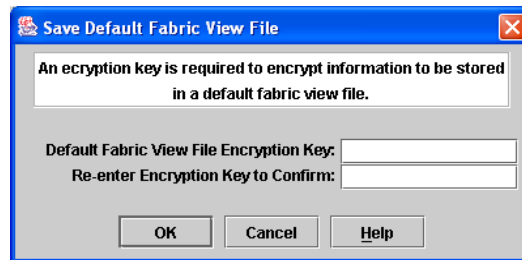 Save Default Fabric View File
An ecryption key is required to encrypt information to be stored
in a default fabric view file.
Default Fabric View File Encryption Key:
Re-enter Encryption Key to Confirm:
OK Cancel Help